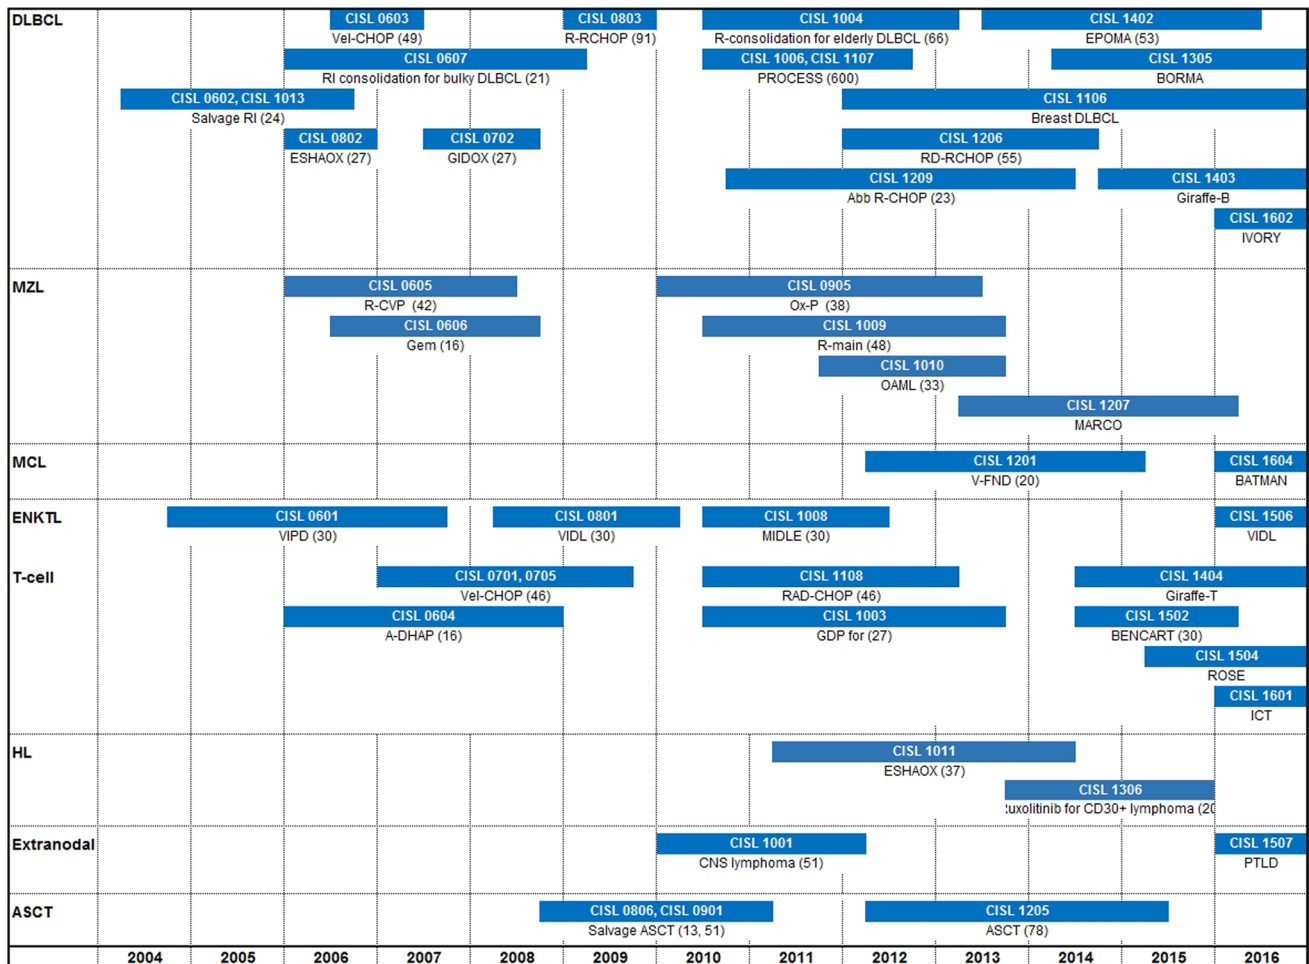 DLBCL
CISL 0603
CISL 0803
CISL 1004
CISL 1402
Vel-CHOP (49)
R-RCHOP (91)
R-consolidation for elderly DLBCL (66)
EPOMA (53)
CISL 0607
CISL 1006, CISL 1107
CISL 1305
RI consolidation for bulky DLBCL (21)
PROCESS (600)
BORMA
CISL 0602, CISL 1013
CISL 1106
Salvage RI (24)
Breast DLBCL
CISL 0802
CISL 0702
CISL 1206
ESHAOX (27)
GIDOX (27)
RD-RCHOP (55)
CISL 1209
CISL 1403
Abb R-CHOP (23)
Giraffe-B
CISL 1602
IVORY
MZL
CISL 0605
CISL 0905
R-CVP (42)
Ox-P (38)
CISL 0606
CISL 1009
Gem (16)
R-main (48)
CISL 1010
OAML (33)
CISL 1207
MARCO
MCL
CISL 1201
CISL 1604
V-FND (20)
BATMAN
ENKTL
CISL 0601
CISL 0801
CISL 1008
CISL 1506
VIPD (30)
VIDL (30)
MIDLE (30)
VIDL
T-cell
CISL 0701, 0705
CISL 1108
CISL 1404
Vel-CHOP (46)
RAD-CHOP (46)
Giraffe-T
CISL 0604
CISL 1003
CISL 1502
A-DHAP (16)
GDP for (27)
BENCART (30)
CISL 1504
ROSE
CISL 1601
ICT
HL
CISL 1011
ESHAOX (37)
CISL 1306
uxolitinib for CD30+ lymphoma (20
Extranodal
CISL 1001
CISL 1507
CNS lymphoma (51)
PTLD
ASCT
CISL 0806, CISL 0901
CISL 1205
Salvage ASCT (13, 51)
ASCT (78)
2004 2005 2006 2007 2008 2009 2010 2011 2012 2013 2014 2015 2016